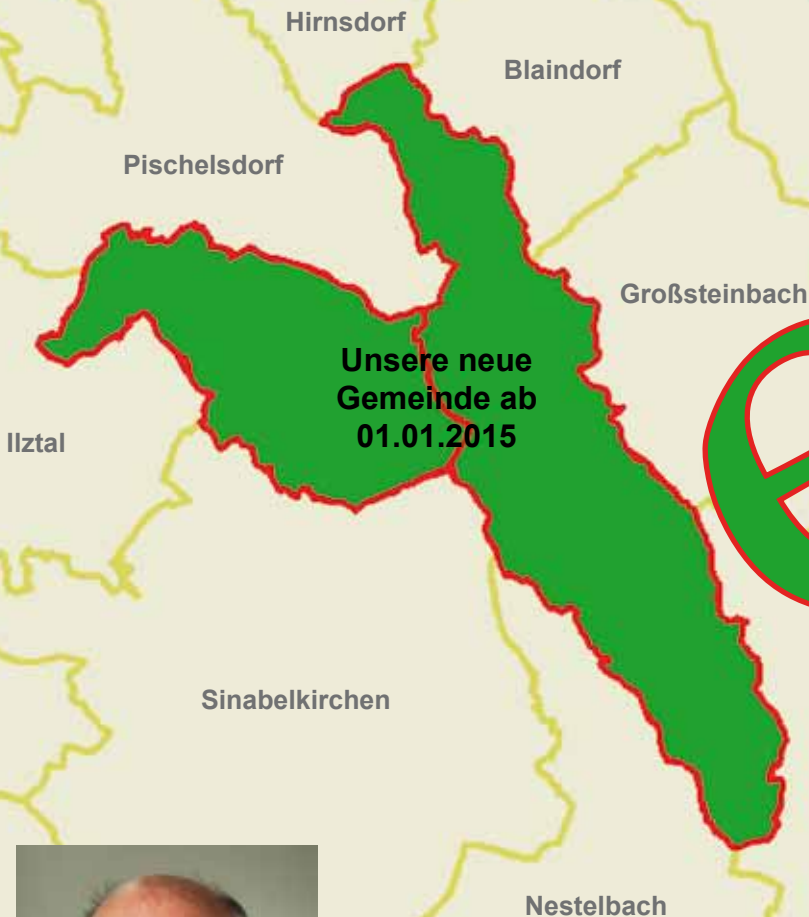 Hirnsdorf
Blaindorf
Pischelsdorf
Großsteinbach
Unsere neue
Gemeinde ab
01.01.2015
Ilztal
e
Sinabelkirchen
Nestelbach